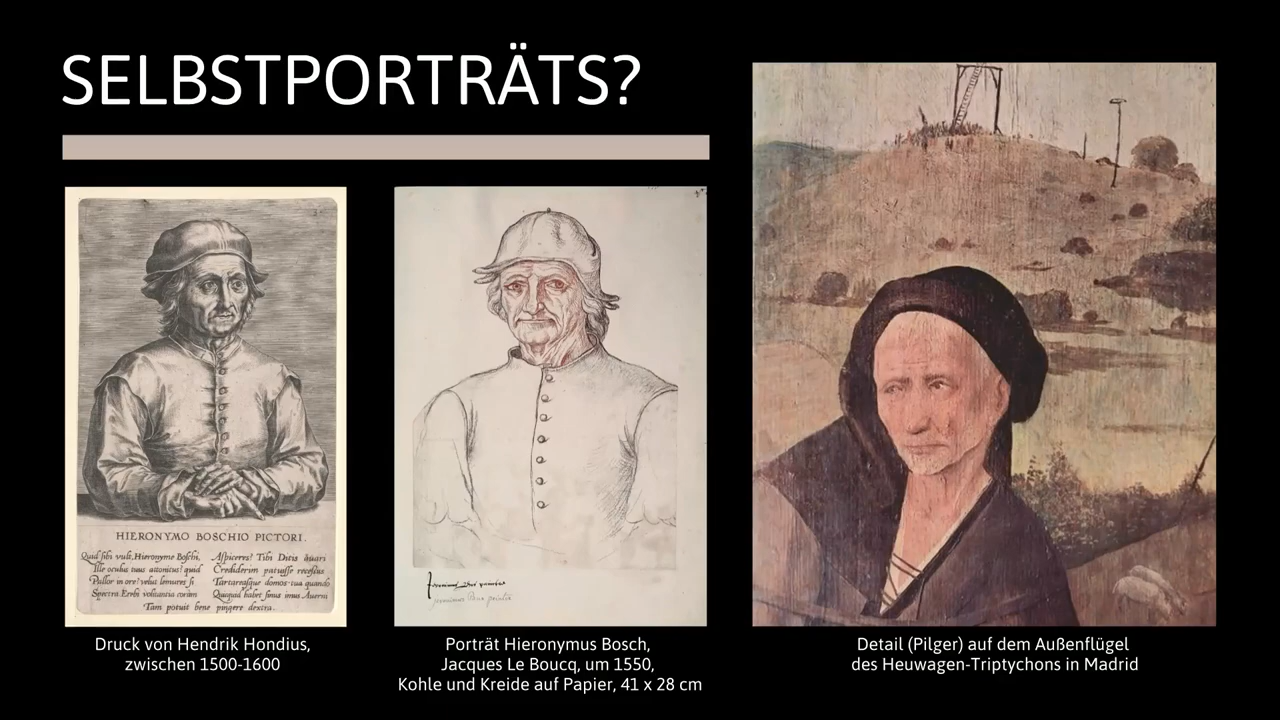 SELBSTPORTRÄTS?
HIERONYMO BOSCHIO PICTORI.
Quid sibi vult, Hieronyme Boschi,
Ille oculus tuus attonitus? quid
Pallor in ore? velut lemures si
Spectra Erebi volitantia coràm
Aspiceres? Tibi Ditis avari
Crediderim patuisse recessus
Tartareasque domos tua quando
Quicquid habet sinus imus Averni
Tam potuit bene pingere dextra.
Druck von Hendrik Hondius,
zwischen 1500-1600
Porträt Hieronymus Bosch,
Jacques Le Boucq, um 1550,
Kohle und Kreide auf Papier, 41 x 28 cm
Detail (Pilger) auf dem Außenflügel
des Heuwagen-Triptychons in Madrid